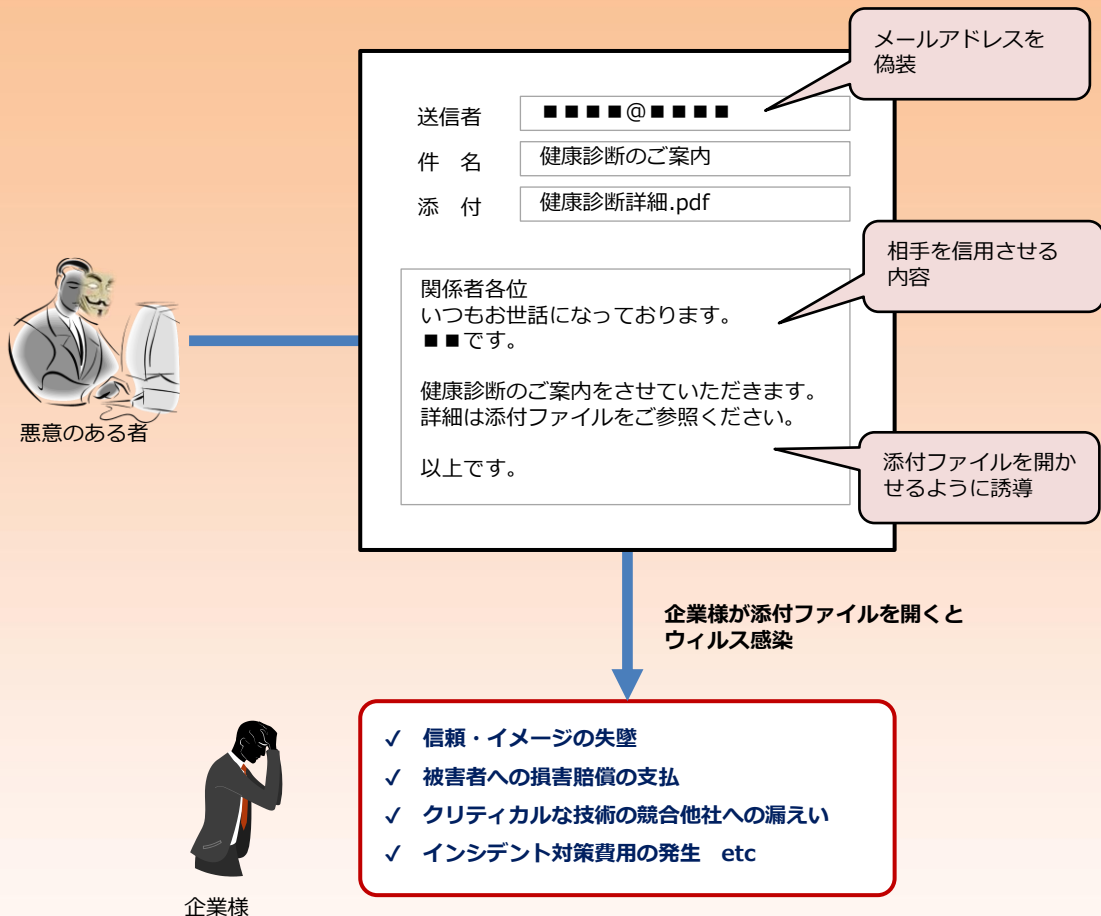 メールアドレスを
偽装
送信者 ■■■■@■■■■
件　名 健康診断のご案内
添　付 健康診断詳細.pdf
相手を信用させる
内容
関係者各位
いつもお世話になっております。
■■です。
健康診断のご案内をさせていただきます。
詳細は添付ファイルをご参照ください。
以上です。
添付ファイルを開か
せるように誘導
悪意のある者
企業様が添付ファイルを開くと
ウィルス感染
✓ 信頼・イメージの失墜
✓ 被害者への損害賠償の支払
✓ クリティカルな技術の競合他社への漏えい
✓ インシデント対策費用の発生　etc
企業様